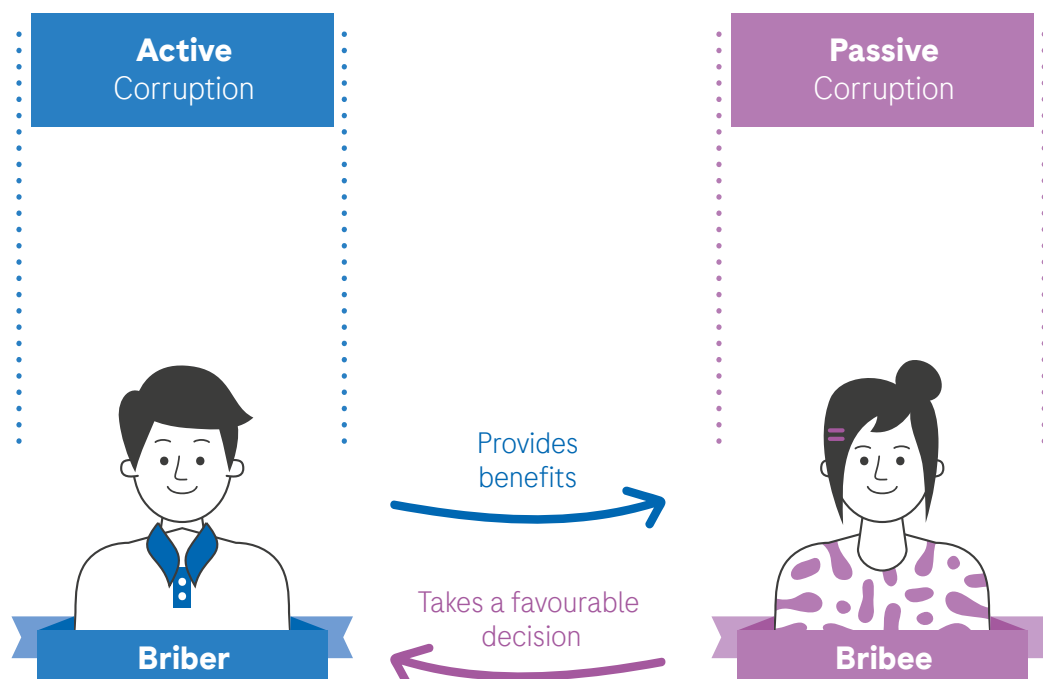 Active
Corruption
Passive
Corruption
Provides
benefits
Takes a favourable
decision
Briber
Bribee